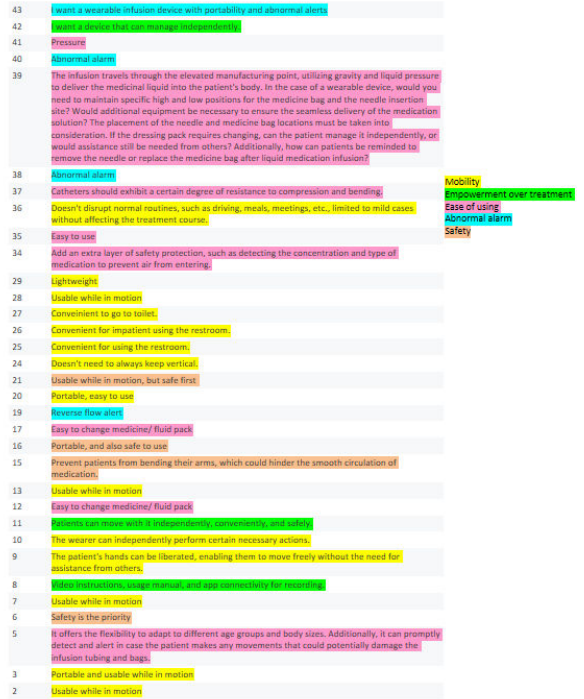 43 I want a wearable infusion device with portability and abnormal alerts
42 I want a device that can manage independently.
41 Pressure
40 Abnormal alarm
39 The infusion travels through the elevated manufacturing point, utilizing gravity and liquid pressure
to deliver the medicinal liquid into the patient's body. In the case of a wearable device, would you
need to maintain specific high and low positions for the medicine bag and the needle insertion
site? Would additional equipment be necessary to ensure the seamless delivery of the medication
solution? The placement of the needle and medicine bag locations must be taken into
consideration. If the dressing pack requires changing, can the patient manage it independently, or
would assistance still be needed from others? Additionally, how can patients be reminded to
remove the needle or replace the medicine bag after liquid medication infusion?
38 Abnormal alarm
37 Catheters should exhibit a certain degree of resistance to compression and bending.
36 Doesn't disrupt normal routines, such as driving, meals, meetings, etc., limited to mild cases
without affecting the treatment course.
35 Easy to use
34 Add an extra layer of safety protection, such as detecting the concentration and type of
medication to prevent air from entering.
29 Lightweight
28 Usable while in motion
27 Conveinient to go to toilet.
26 Convenient for impatient using the restroom.
25 Convenient for using the restroom.
24 Doesn't need to always keep vertical.
21 Usable while in motion, but safe first
20 Portable, easy to use
19 Reverse flow alert
17 Easy to change medicine/ fluid pack
16 Portable, and also safe to use
15 Prevent patients from bending their arms, which could hinder the smooth circulation of
medication.
13 Usable while in motion
12 Easy to change medicine/ fluid pack
11 Patients can move with it independently, conveniently, and safely.
10 The wearer can independently perform certain necessary actions.
9 The patient's hands can be liberated, enabling them to move freely without the need for
assistance from others.
8 Video Instructions, usage manual, and app connectivity for recording.
7 Usable while in motion
6 Safety is the priority
5 It offers the flexibility to adapt to different age groups and body sizes. Additionally, it can promptly
detect and alert in case the patient makes any movements that could potentially damage the
infusion tubing and bags.
3 Portable and usable while in motion
2 Usable while in motion
Mobility
Empowerment over treatment
Ease of using
Abnormal alarm
Safety